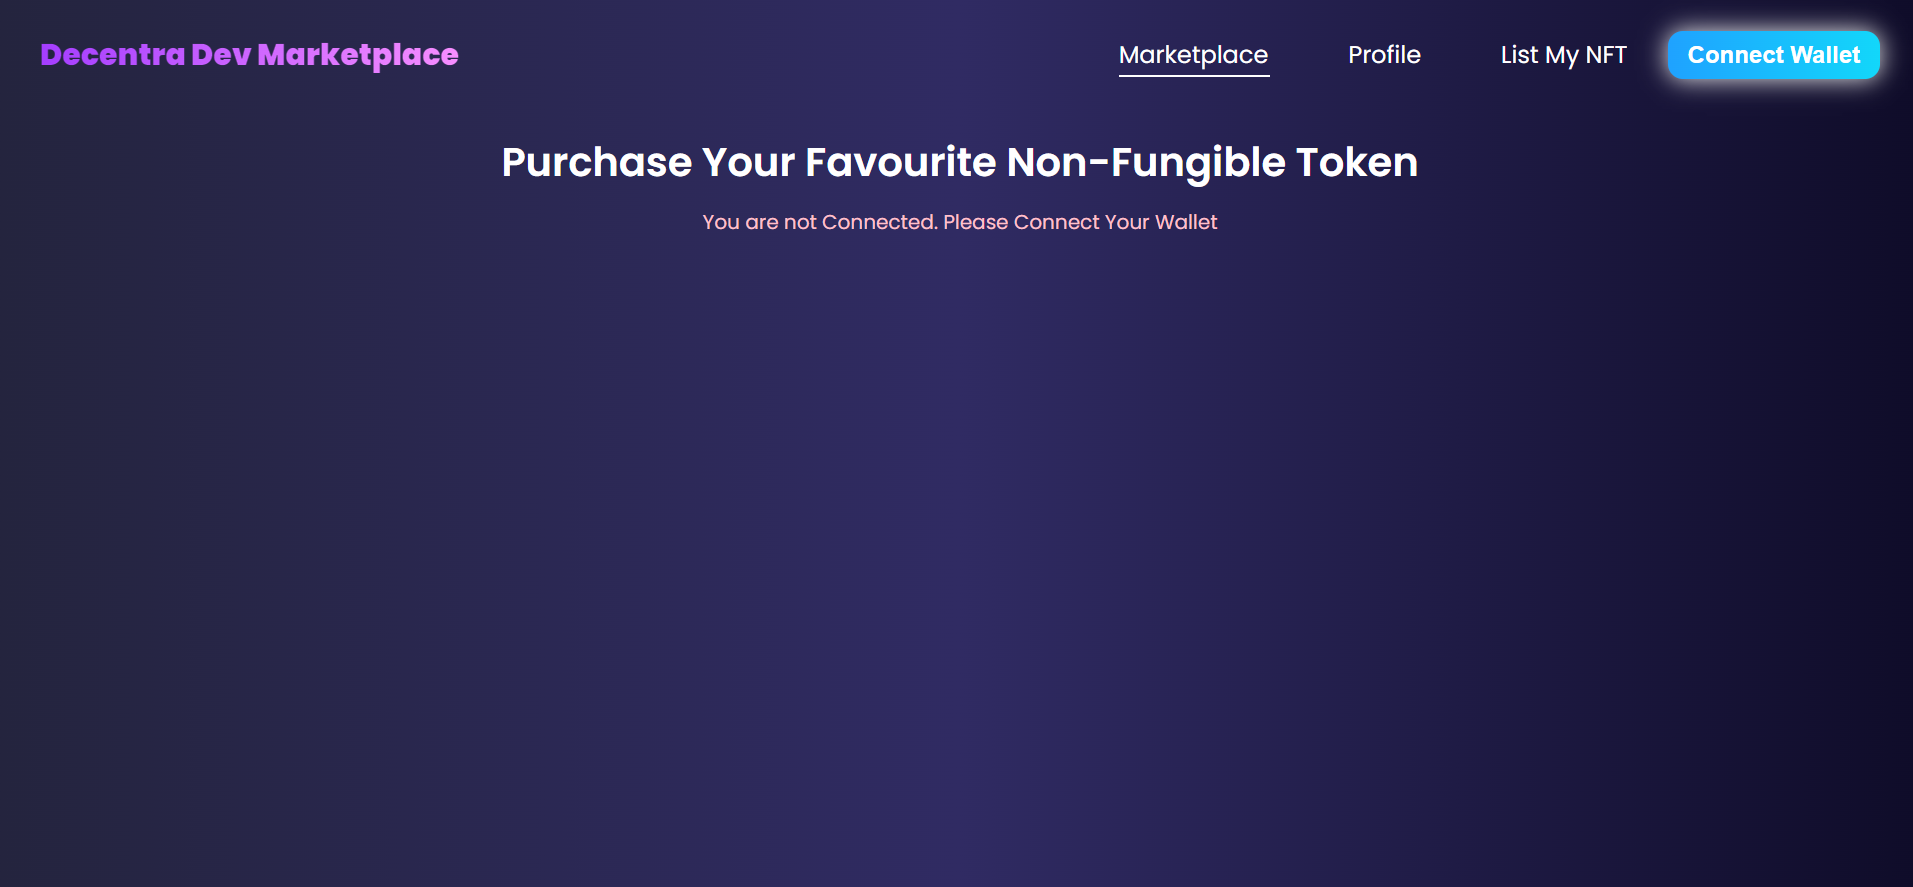 Decentra Dev Marketplace
Marketplace
Profile
List My NFT
Connect Wallet
Purchase Your Favourite Non-Fungible Token
You are not Connected. Please Connect Your Wallet